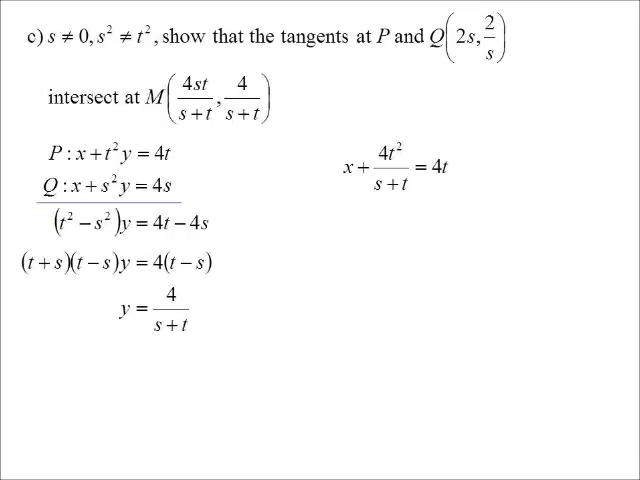 c) s ≠ 0, s² ≠ t², show that the tangents at P and Q(2s, 2/s)
intersect at M(4st/(s+t), 4/(s+t))
P : x + t²y = 4t
Q : x + s²y = 4s
(t² − s²)y = 4t − 4s
(t + s)(t − s)y = 4(t − s)
y = 4/(s+t)
x + 4t²/(s+t) = 4t